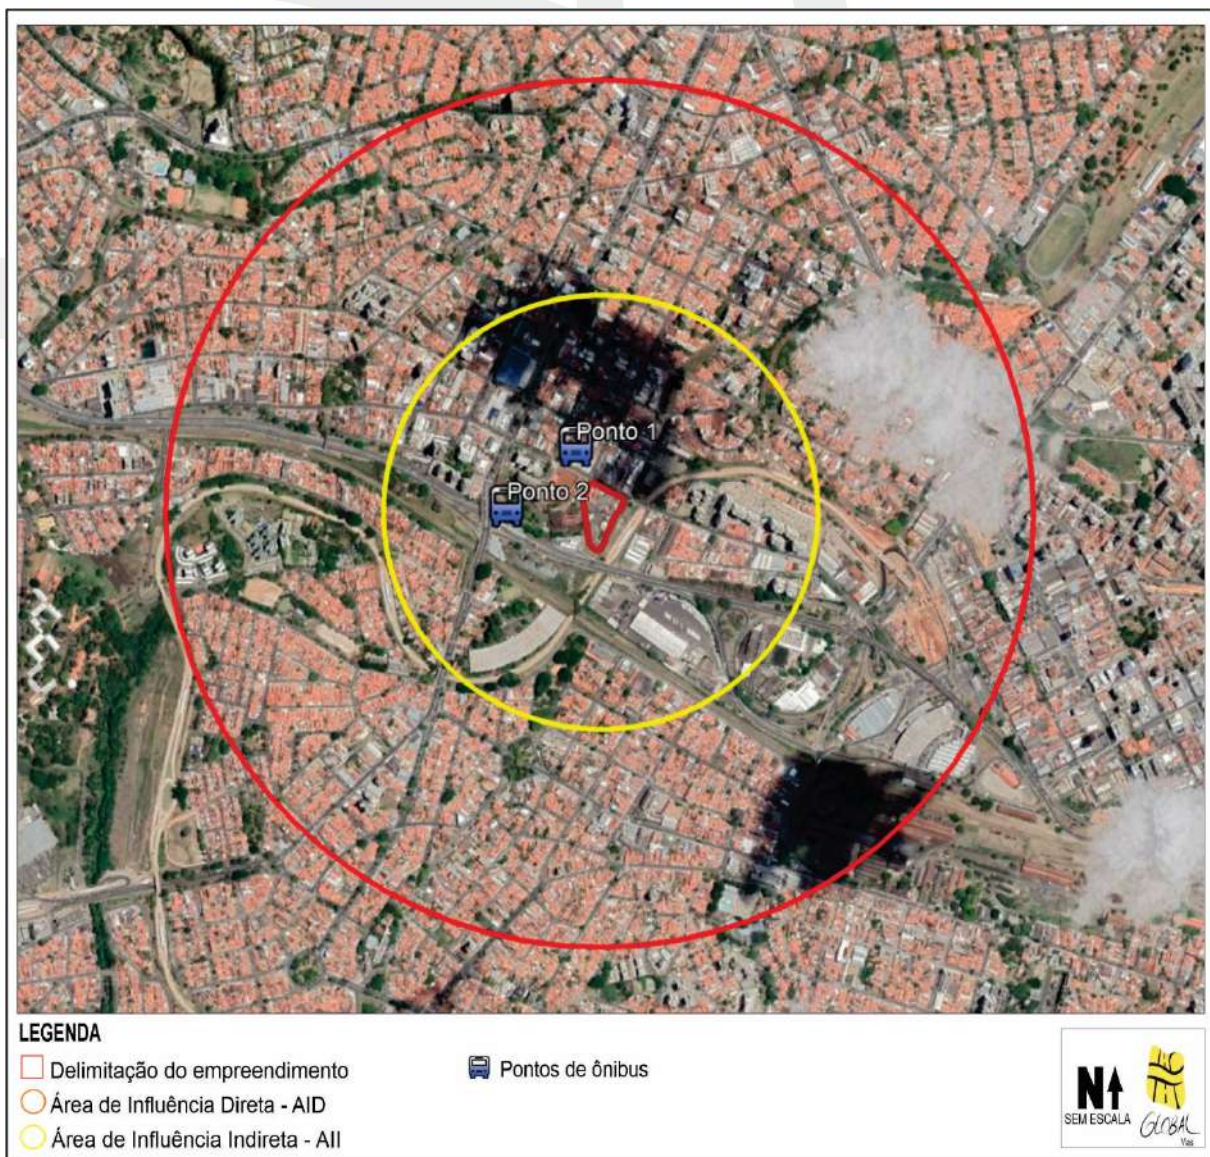 Ponto 1
Ponto 2
LEGENDA
Delimitação do empreendimento
Área de Influência Direta - AID
Área de Influência Indireta - AII
Pontos de ônibus
N
SEM ESCALA
GLOBAL